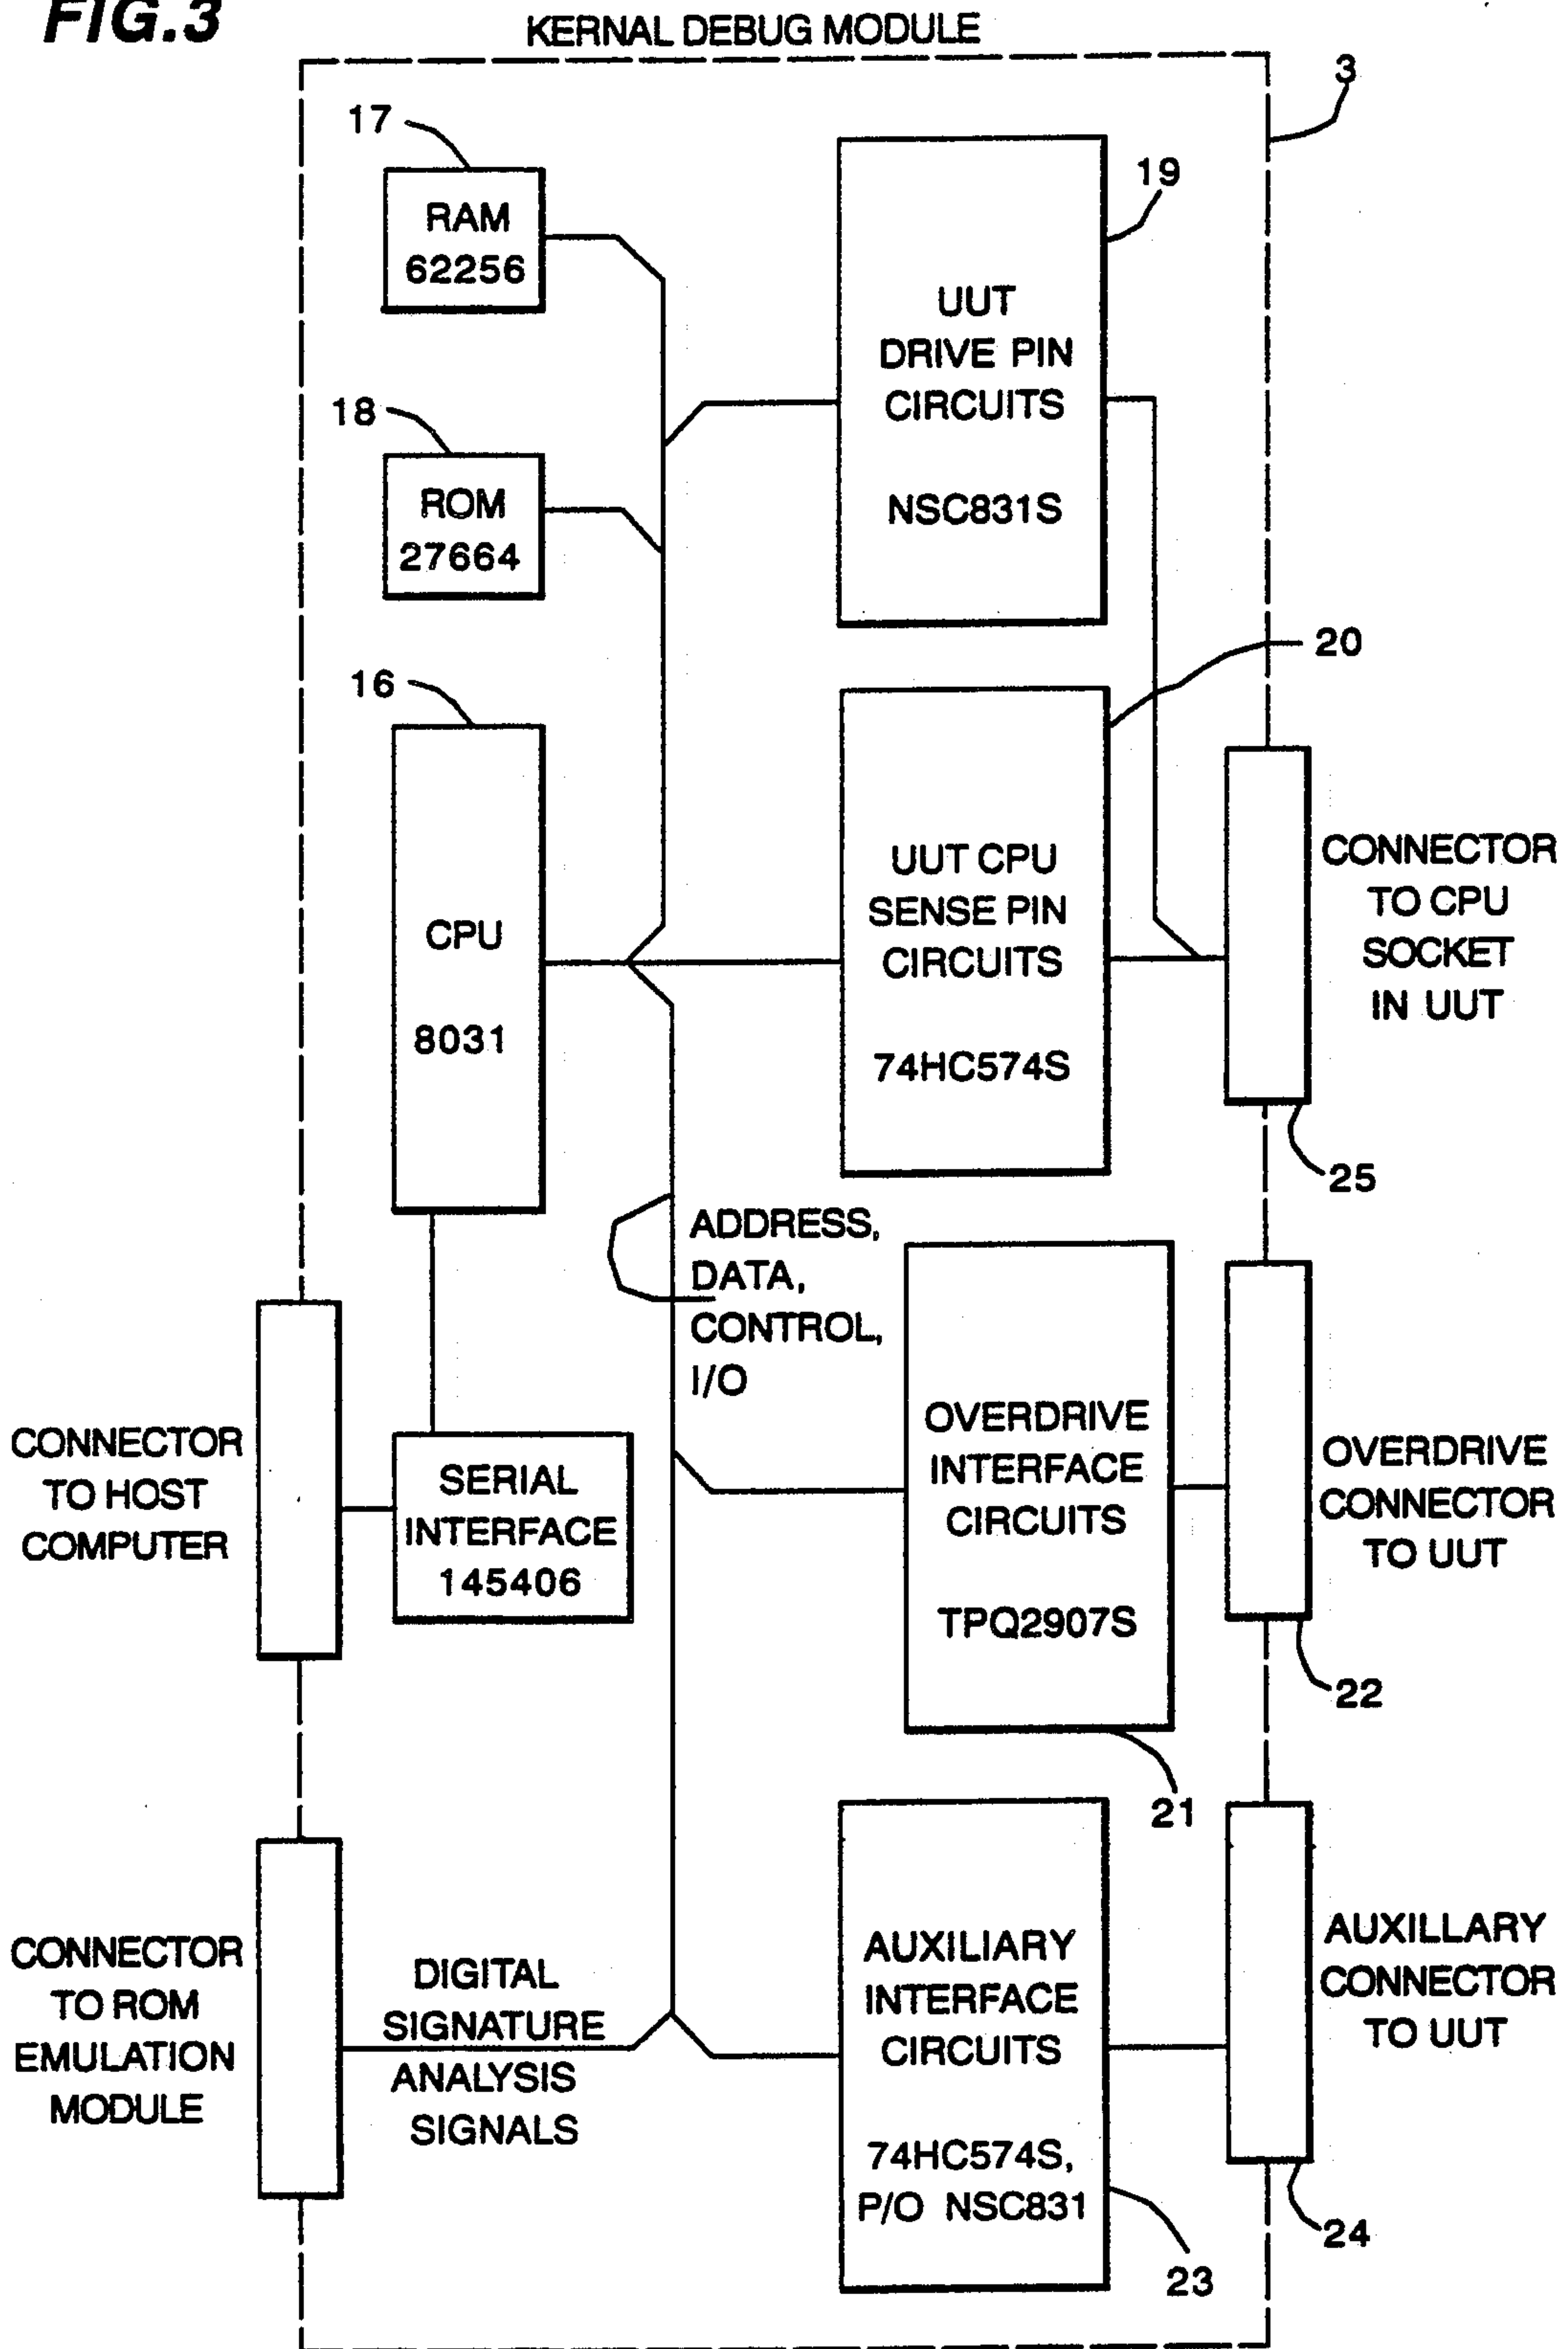 FIG.3
KERNAL DEBUG MODULE
3
17
RAM
62256
19
UUT
DRIVE PIN
CIRCUITS
NSC831S
18
ROM
27664
20
16
CPU
8031
UUT CPU
SENSE PIN
CIRCUITS
74HC574S
CONNECTOR
TO CPU
SOCKET
IN UUT
25
ADDRESS,
DATA,
CONTROL,
I/O
CONNECTOR
TO HOST
COMPUTER
SERIAL
INTERFACE
145406
OVERDRIVE
INTERFACE
CIRCUITS
TPQ2907S
OVERDRIVE
CONNECTOR
TO UUT
22
21
CONNECTOR
TO ROM
EMULATION
MODULE
DIGITAL
SIGNATURE
ANALYSIS
SIGNALS
AUXILIARY
INTERFACE
CIRCUITS
74HC574S,
P/O NSC831
AUXILLARY
CONNECTOR
TO UUT
24
23